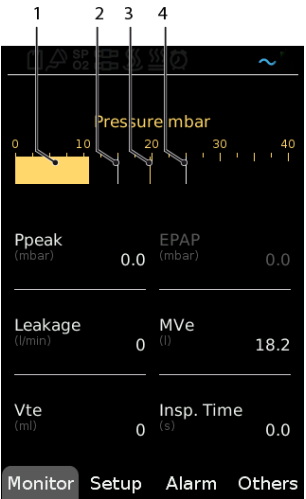 1 2 3 4
SP
O2
Pressure mbar
0 10 20 30 40
Ppeak
(mbar)
0.0
EPAP
(mbar)
0.0
Leakage
(l/min)
0
MVe
(l)
18.2
Vte
(ml)
0
Insp. Time
(s)
0.0
Monitor Setup Alarm Others